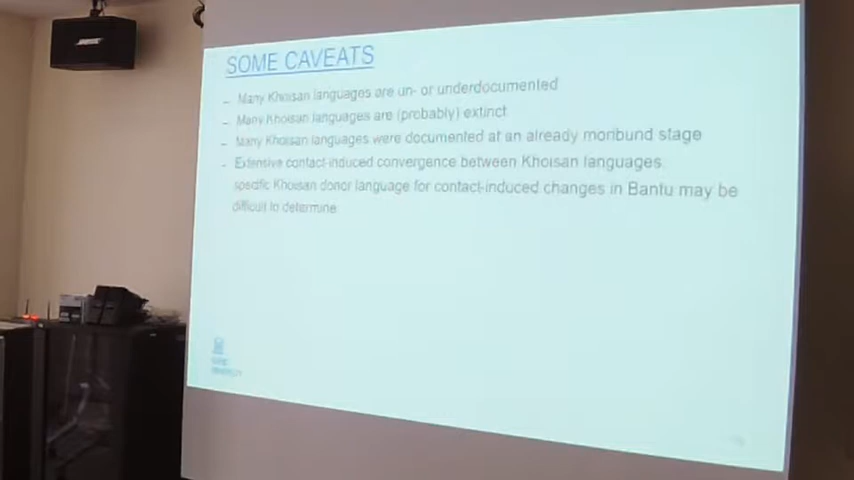 SOME CAVEATS
– Many Khoisan languages are un- or underdocumented
– Many Khoisan languages are (probably) extinct
– Many Khoisan languages were documented at an already moribund stage
- Extensive contact-induced convergence between Khoisan languages:
specific Khoisan donor language for contact-induced changes in Bantu may be
difficult to determine